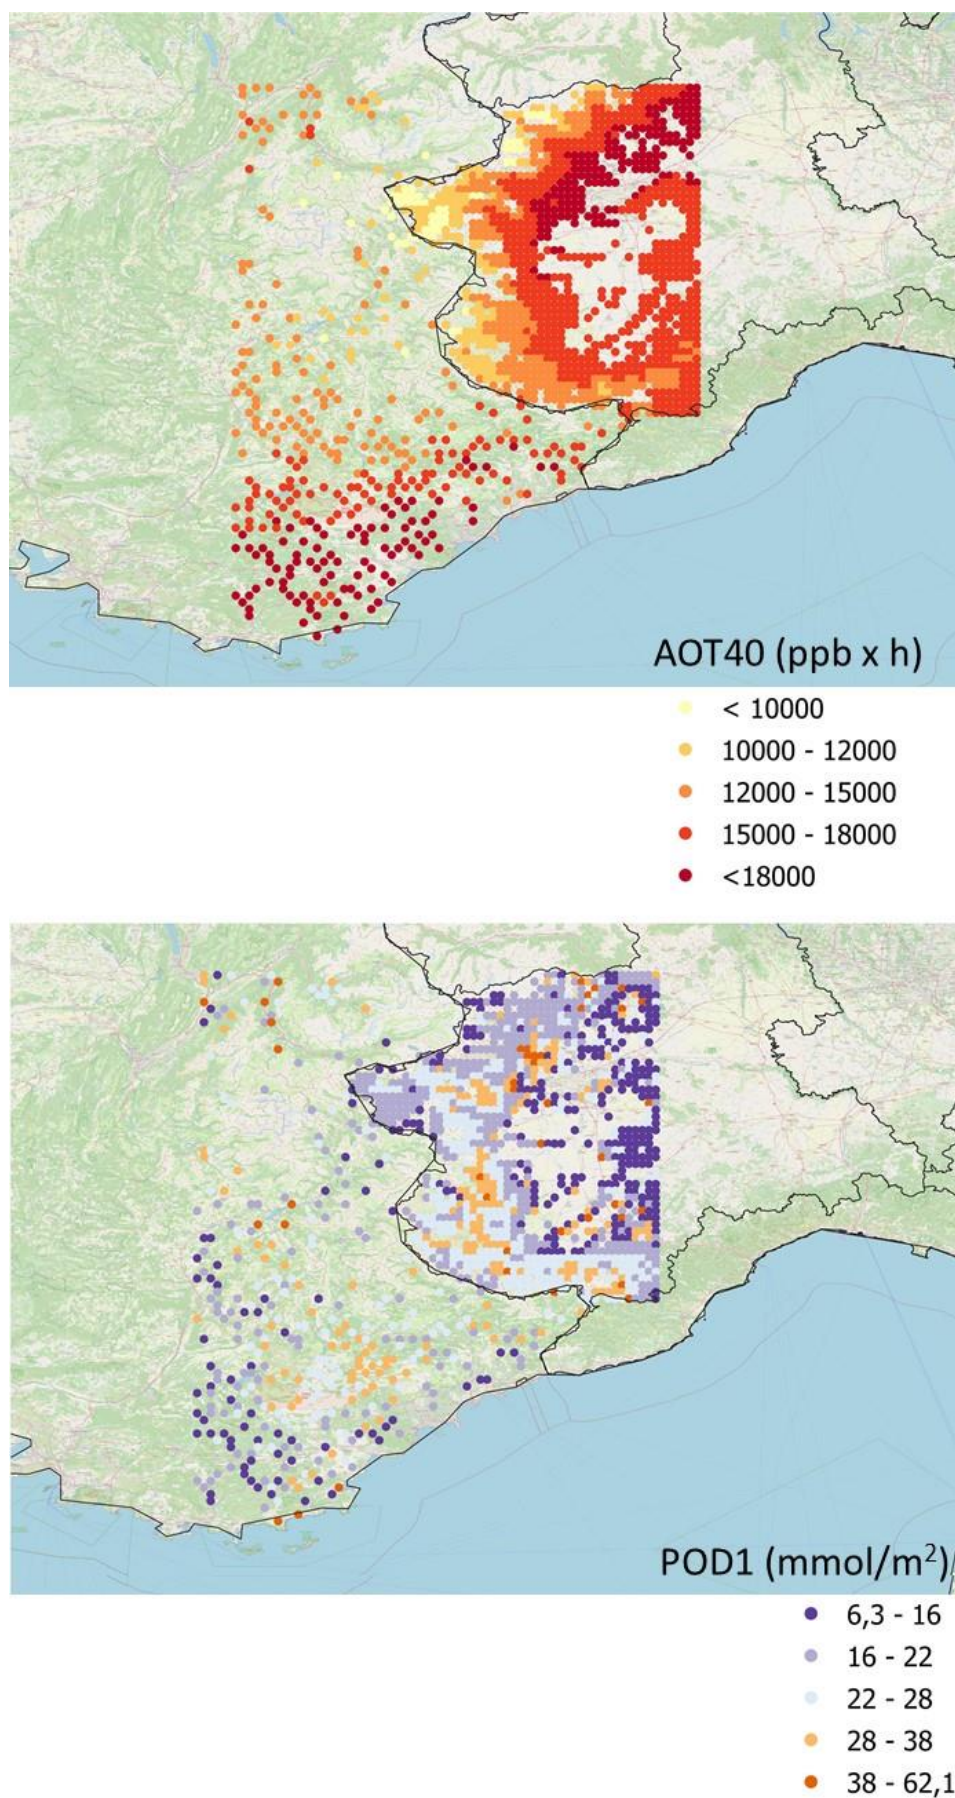 AOT40 (ppb x h)
< 10000
10000 - 12000
12000 - 15000
15000 - 18000
<18000
POD1 (mmol/m²)
6,3 - 16
16 - 22
22 - 28
28 - 38
38 - 62,1